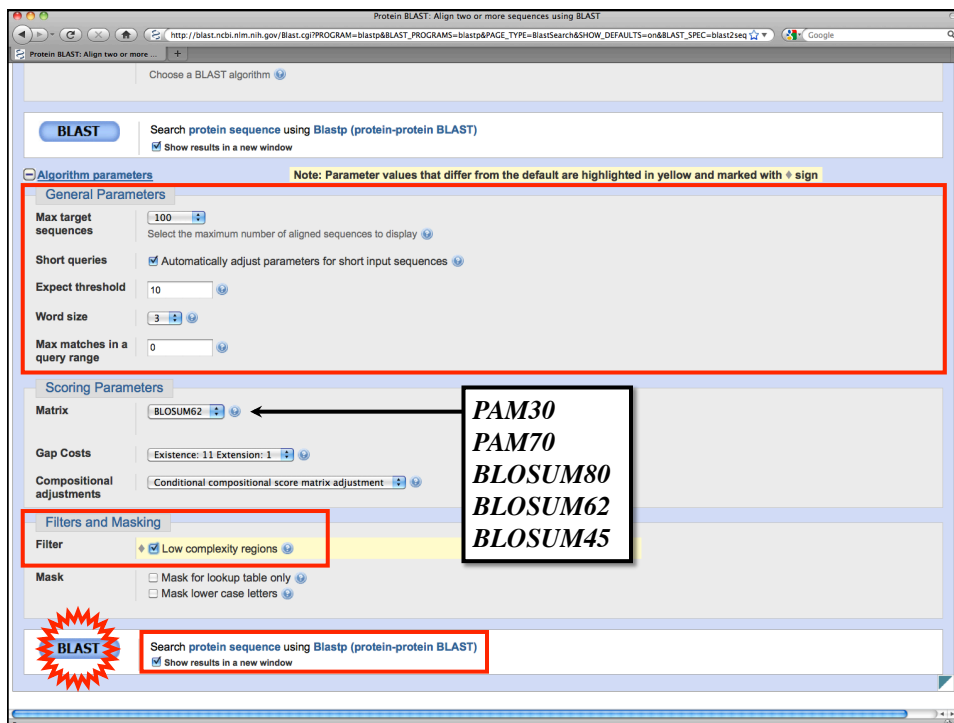 Protein BLAST: Align two or more sequences using BLAST
http://blast.ncbi.nlm.nih.gov/Blast.cgi?PROGRAM=blastp&BLAST_PROGRAMS=blastp&PAGE_TYPE=BlastSearch&SHOW_DEFAULTS=on&BLAST_SPEC=blast2seq
Google
Protein BLAST: Align two or more ...
+
Choose a BLAST algorithm
BLAST
Search protein sequence using Blastp (protein-protein BLAST)
Show results in a new window
Algorithm parameters
Note: Parameter values that differ from the default are highlighted in yellow and marked with ♦ sign
General Parameters
Max target sequences
100
Select the maximum number of aligned sequences to display
Short queries
Automatically adjust parameters for short input sequences
Expect threshold
10
Word size
3
Max matches in a query range
0
Scoring Parameters
Matrix
BLOSUM62
PAM30
PAM70
BLOSUM80
BLOSUM62
BLOSUM45
Gap Costs
Existence: 11 Extension: 1
Compositional adjustments
Conditional compositional score matrix adjustment
Filters and Masking
Filter
♦ Low complexity regions
Mask
Mask for lookup table only
Mask lower case letters
BLAST
Search protein sequence using Blastp (protein-protein BLAST)
Show results in a new window